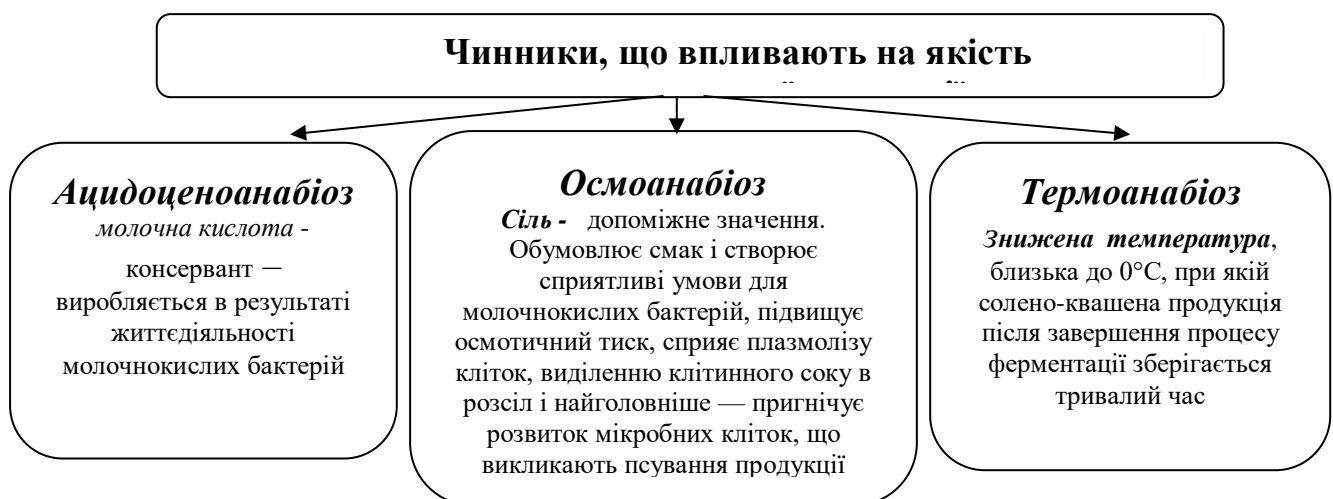 Чинники, що впливають на якість
Ацидоценоанабіоз
молочна кислота -
консервант —
виробляється в результаті
життєдіяльності
молочнокислих бактерій
Осмоанабіоз
Сіль - допоміжне значення.
Обумовлює смак і створює
сприятливі умови для
молочнокислих бактерій, підвищує
осмотичний тиск, сприяє плазмолізу
кліток, виділенню клітинного соку в
розсіл і найголовніше — пригнічує
розвиток мікробних кліток, що
викликають псування продукції
Термоанабіоз
Знижена температура,
близька до 0°С, при якій
солено-квашена продукція
після завершення процесу
ферментації зберігається
тривалий час